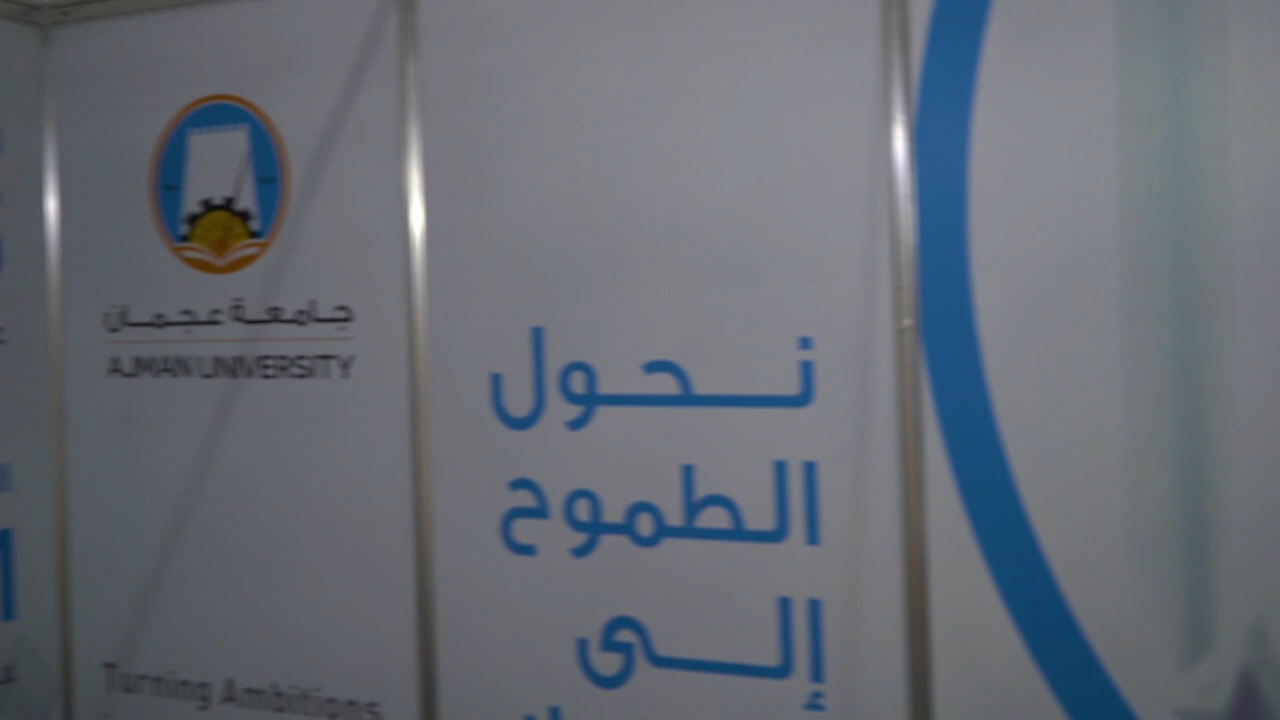 جامعة عجمان
AJMAN UNIVERSITY
Turning Ambitions
نحول
الطموح
إلى